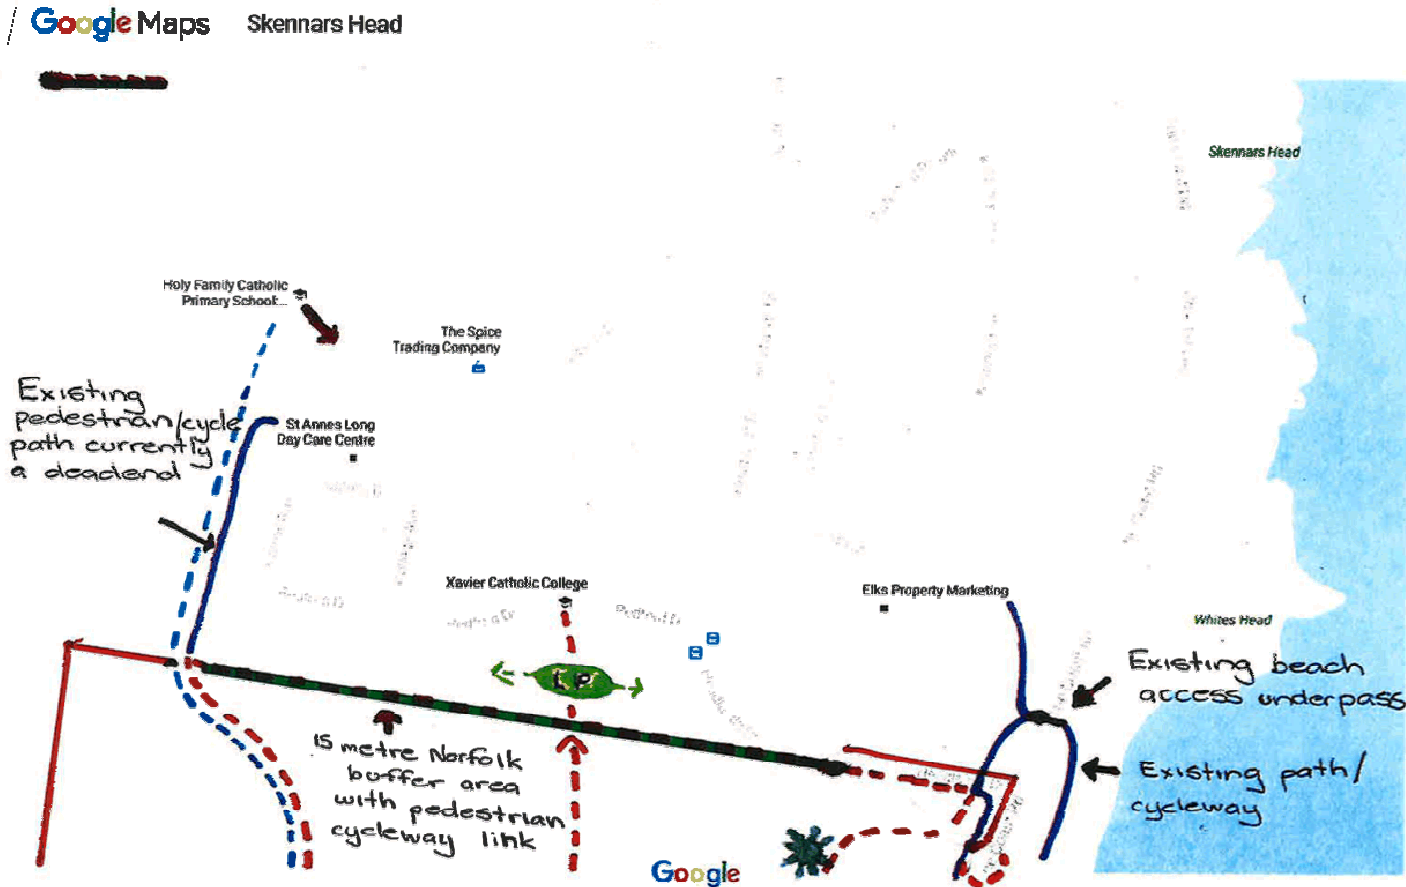 Google Maps
Skennars Head
Skennars Head
Holy Family Catholic
Primary School...
The Spice
Trading Company
Existing
pedestrian/cycle
path currently
a deadend
St Annes Long
Day Care Centre
Xavier Catholic College
Elks Property Marketing
Whites Head
LP
Existing beach
access underpass
15 metre Norfolk
buffer area
with pedestrian
cycleway link
Existing path/
cycleway
Google